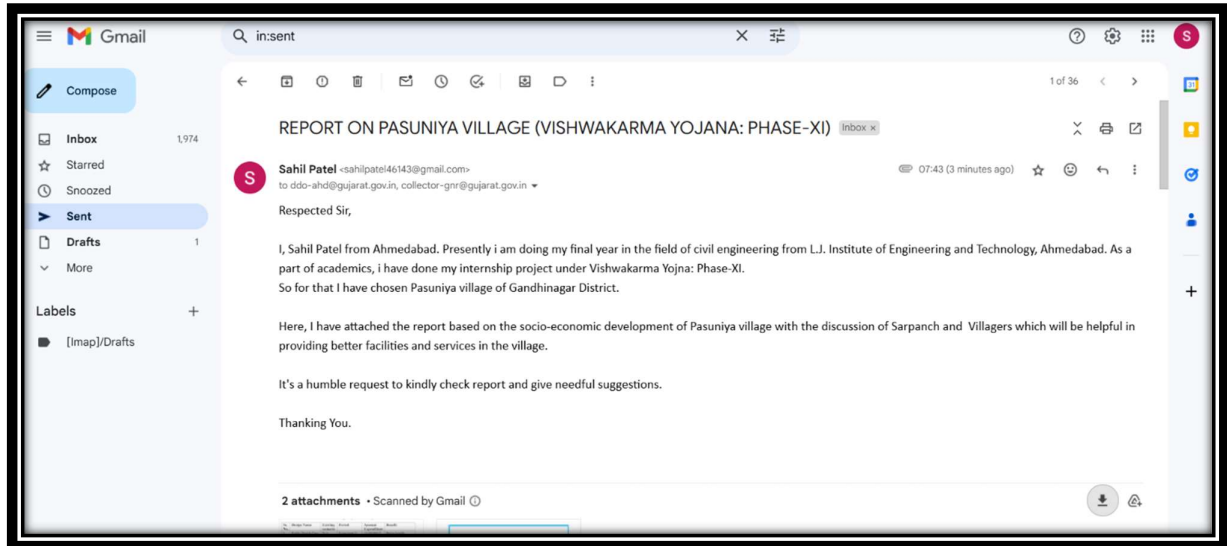 Gmail
in:sent
Compose
1 of 36
Inbox 1,974
Starred
Snoozed
Sent
Drafts 1
More
Labels
[Imap]/Drafts
REPORT ON PASUNIYA VILLAGE (VISHWAKARMA YOJANA: PHASE-XI) Inbox ×
S
31
S
Sahil Patel <sahilpatel46143@gmail.com> 07:43 (3 minutes ago)
to ddo-ahd@gujarat.gov.in, collector-gnr@gujarat.gov.in
Respected Sir,
I, Sahil Patel from Ahmedabad. Presently i am doing my final year in the field of civil engineering from L.J. Institute of Engineering and Technology, Ahmedabad. As a
part of academics, i have done my internship project under Vishwakarma Yojna: Phase-XI.
So for that I have chosen Pasuniya village of Gandhinagar District.
Here, I have attached the report based on the socio-economic development of Pasuniya village with the discussion of Sarpanch and Villagers which will be helpful in
providing better facilities and services in the village.
It's a humble request to kindly check report and give needful suggestions.
Thanking You.
2 attachments • Scanned by Gmail